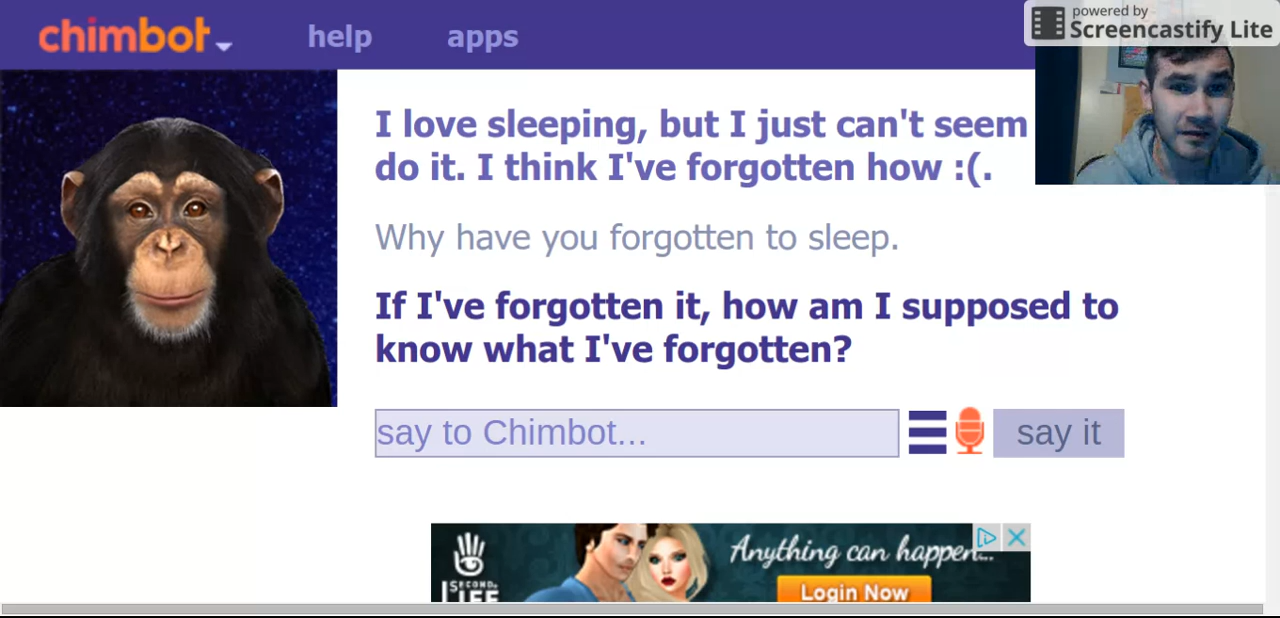 powered by
Screencastify Lite
chimbot
help
apps
I love sleeping, but I just can't seem
do it. I think I've forgotten how :(.
Why have you forgotten to sleep.
If I've forgotten it, how am I supposed to
know what I've forgotten?
say to Chimbot...
say it
SECOND
LIFE
Anything can happen...
Login Now